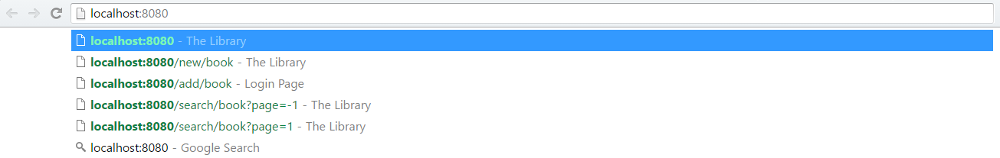 localhost:8080
localhost:8080 - The Library
localhost:8080/new/book - The Library
localhost:8080/add/book - Login Page
localhost:8080/search/book?page=-1 - The Library
localhost:8080/search/book?page=1 - The Library
localhost:8080 - Google Search